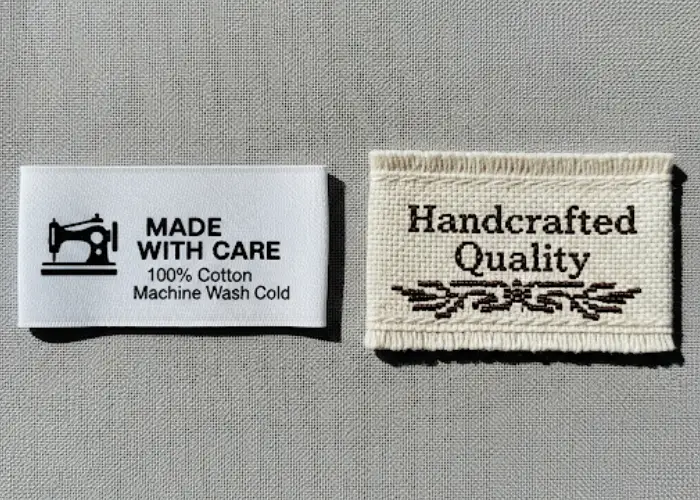 MADE
WITH CARE
100% Cotton
Machine Wash Cold
Handcrafted
Quality